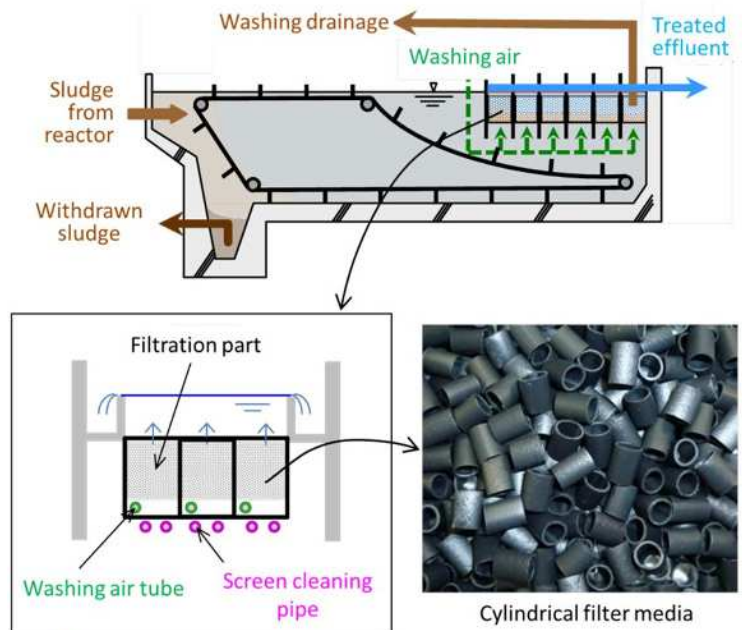 Washing drainage
Treated
effluent
Washing air
Sludge
from
reactor
Withdrawn
sludge
Filtration part
Washing air tube
Screen cleaning
pipe
Cylindrical filter media